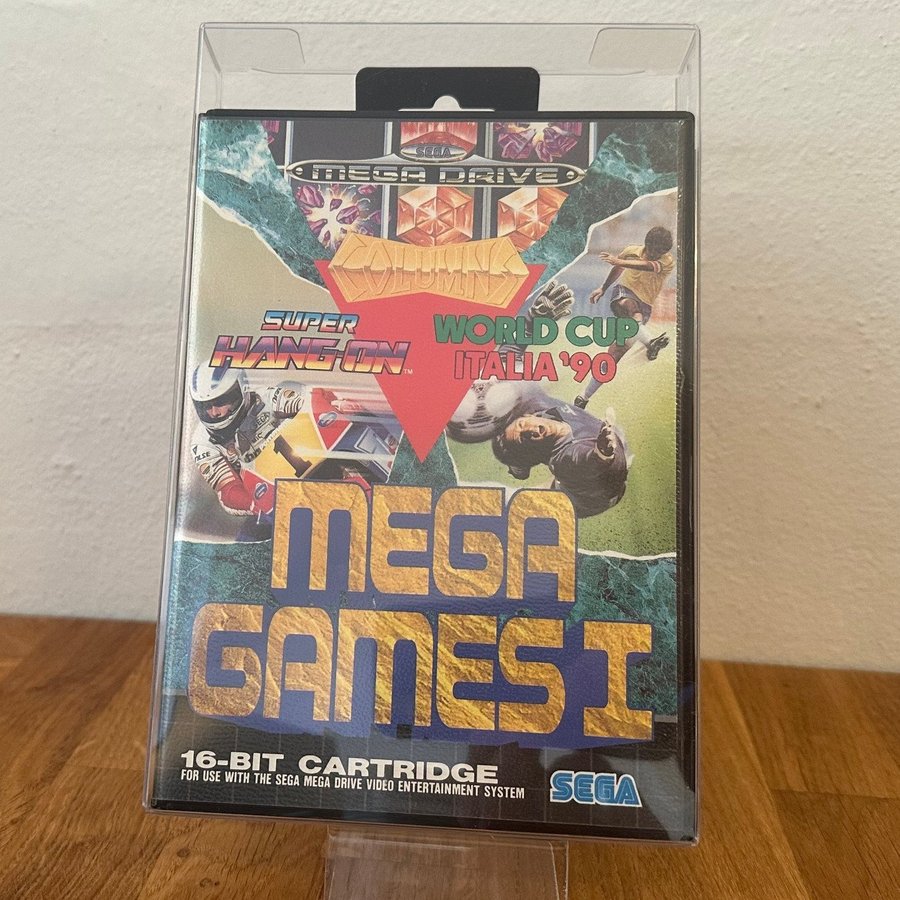 SEGA
MEGA DRIVE
COLUMNS
SUPER
HANG-ON™
WORLD CUP
ITALIA '90
MEGA
GAMES I
16-BIT CARTRIDGE
FOR USE WITH THE SEGA MEGA DRIVE VIDEO ENTERTAINMENT SYSTEM
SEGA